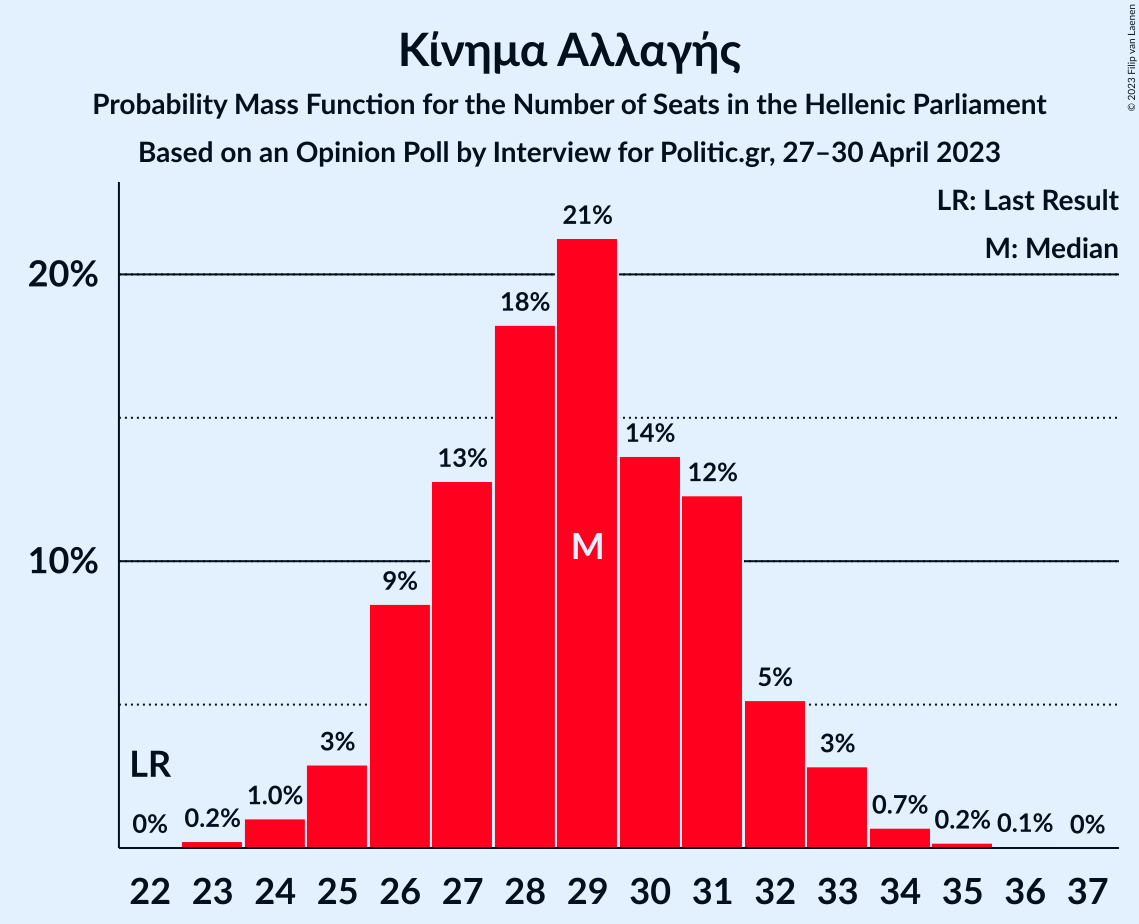 Κίνημα Αλλαγής
Probability Mass Function for the Number of Seats in the Hellenic Parliament
Based on an Opinion Poll by Interview for Politic.gr, 27–30 April 2023
© 2023 Filip van Laenen
LR: Last Result
M: Median
20%
10%
21%
18%
14%
13%
12%
9%
M
5%
3%
3%
LR
1.0%
0.7%
0% 0.2%
0.2% 0.1% 0%
22 23 24 25 26 27 28 29 30 31 32 33 34 35 36 37